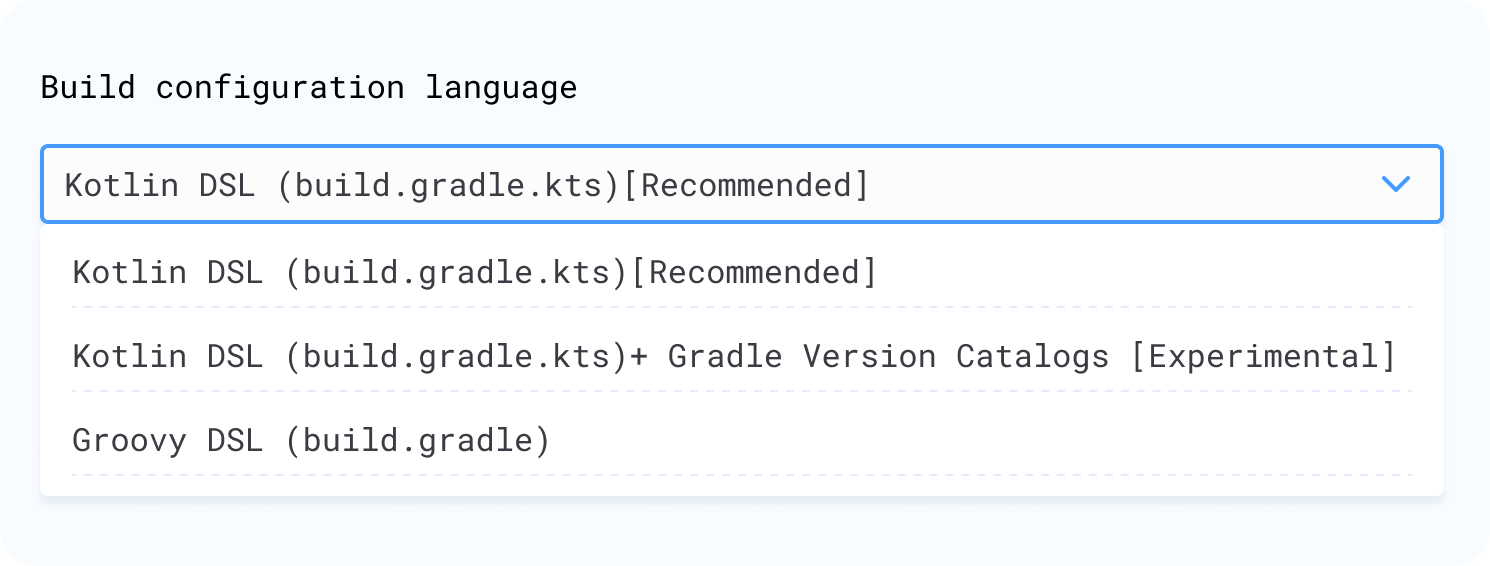 Build configuration language
Kotlin DSL (build.gradle.kts)[Recommended]
Kotlin DSL (build.gradle.kts)[Recommended]
Kotlin DSL (build.gradle.kts)+ Gradle Version Catalogs [Experimental]
Groovy DSL (build.gradle)